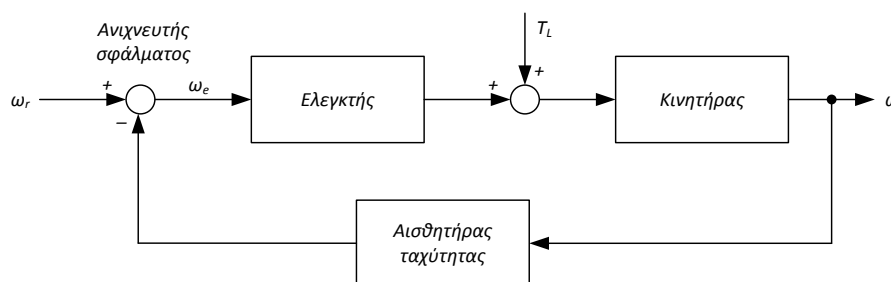 Ανιχνευτής
σφάλματος
T_L
+
+
+
ω_r
ω_e
Ελεγκτής
Κινητήρας
ω
−
Αισθητήρας
ταχύτητας